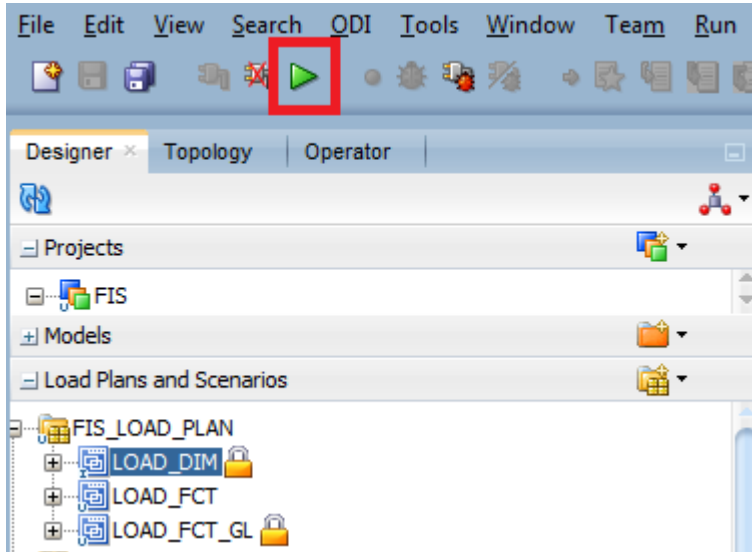 File Edit View Search ODI Tools Window Team Run
Designer Topology Operator
Projects
FIS
Models
Load Plans and Scenarios
FIS_LOAD_PLAN
LOAD_DIM
LOAD_FCT
LOAD_FCT_GL